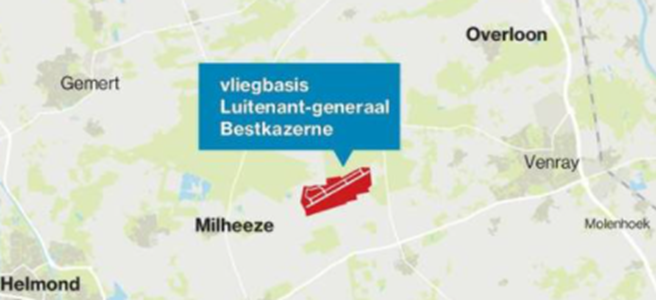 Overloon
Gemert
vliegbasis
Luitenant-generaal
Bestkazerne
Venray
Milheeze
Molenhoek
Helmond